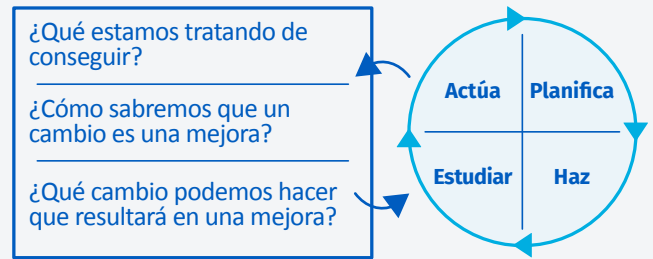 ¿Qué estamos tratando de
conseguir?
¿Cómo sabremos que un
cambio es una mejora?
¿Qué cambio podemos hacer
que resultará en una mejora?
Actúa
Planifica
Estudiar
Haz